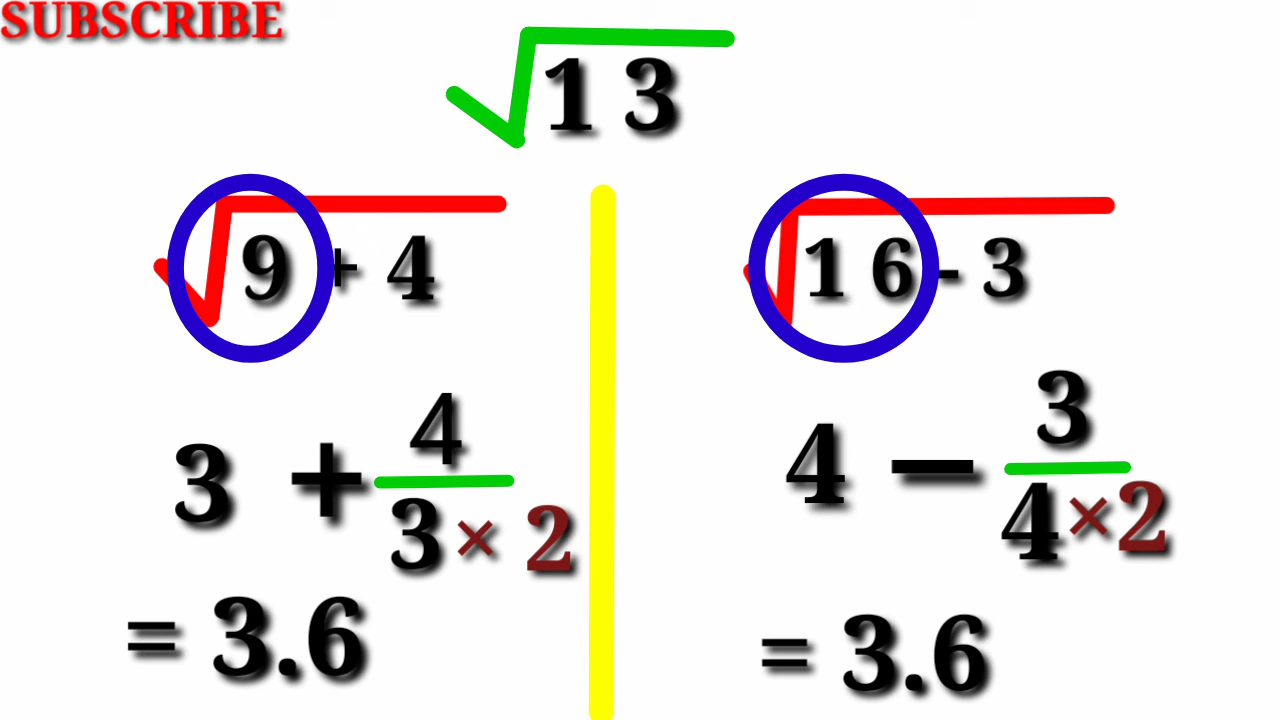 SUBSCRIBE
√13
√9 + 4
3 + 4/3 × 2
= 3.6
√16 - 3
4 − 3/4 × 2
= 3.6